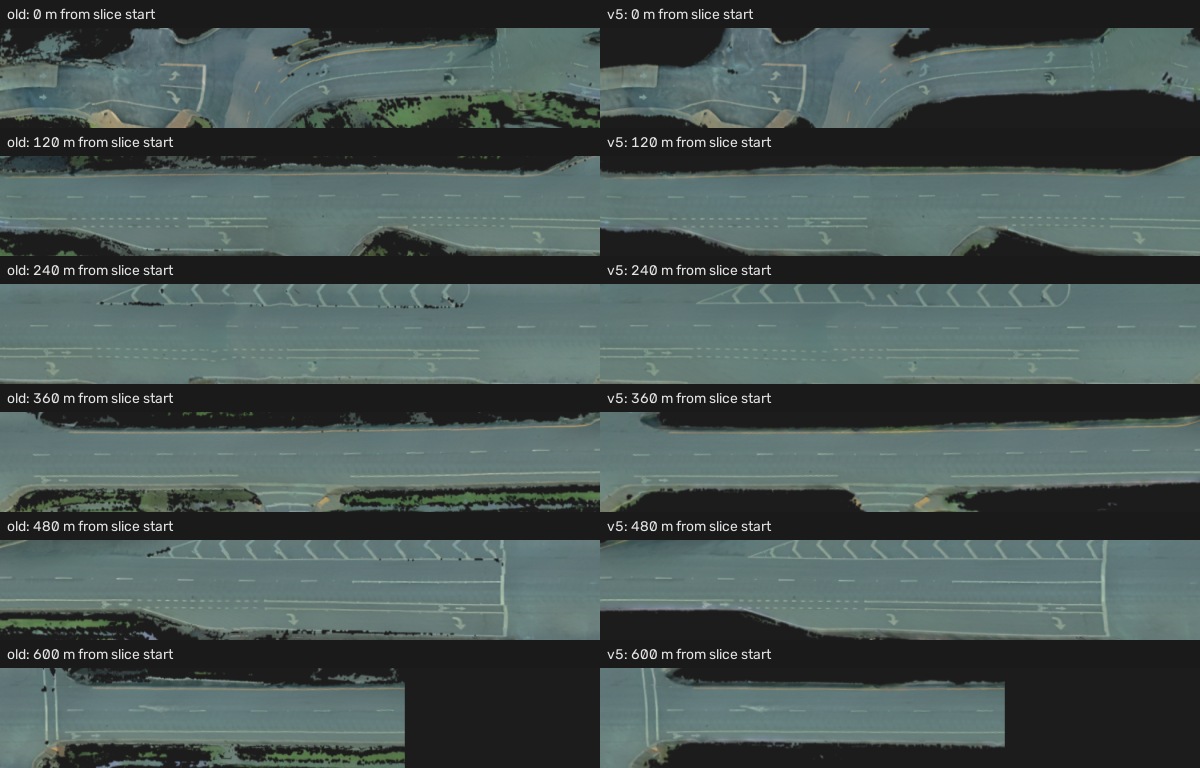 old: 0 m from slice start
v5: 0 m from slice start
old: 120 m from slice start
v5: 120 m from slice start
old: 240 m from slice start
v5: 240 m from slice start
old: 360 m from slice start
v5: 360 m from slice start
old: 480 m from slice start
v5: 480 m from slice start
old: 600 m from slice start
v5: 600 m from slice start